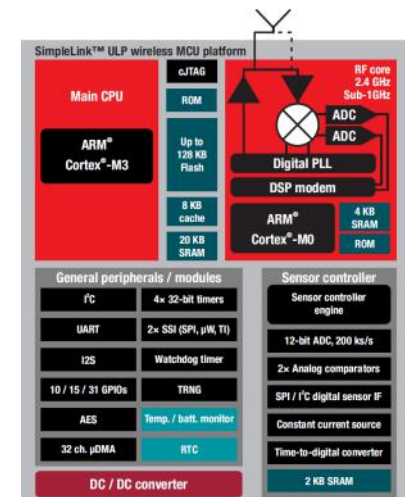 SimpleLink™ ULP wireless MCU platform
Main CPU
ARM®
Cortex®-M3
cJTAG
ROM
Up to
128 KB
Flash
8 KB
cache
20 KB
SRAM
RF core
2.4 GHz
Sub-1GHz
ADC
ADC
Digital PLL
DSP modem
ARM®
Cortex®-M0
4 KB
SRAM
ROM
General peripherals / modules
I²C
4× 32-bit timers
UART
2× SSI (SPI, µW, TI)
I2S
Watchdog timer
10 / 15 / 31 GPIOs
TRNG
AES
Temp. / batt. monitor
32 ch. µDMA
RTC
DC / DC converter
Sensor controller
Sensor controller
engine
12-bit ADC, 200 ks/s
2× Analog comparators
SPI / I²C digital sensor IF
Constant current source
Time-to-digital converter
2 KB SRAM